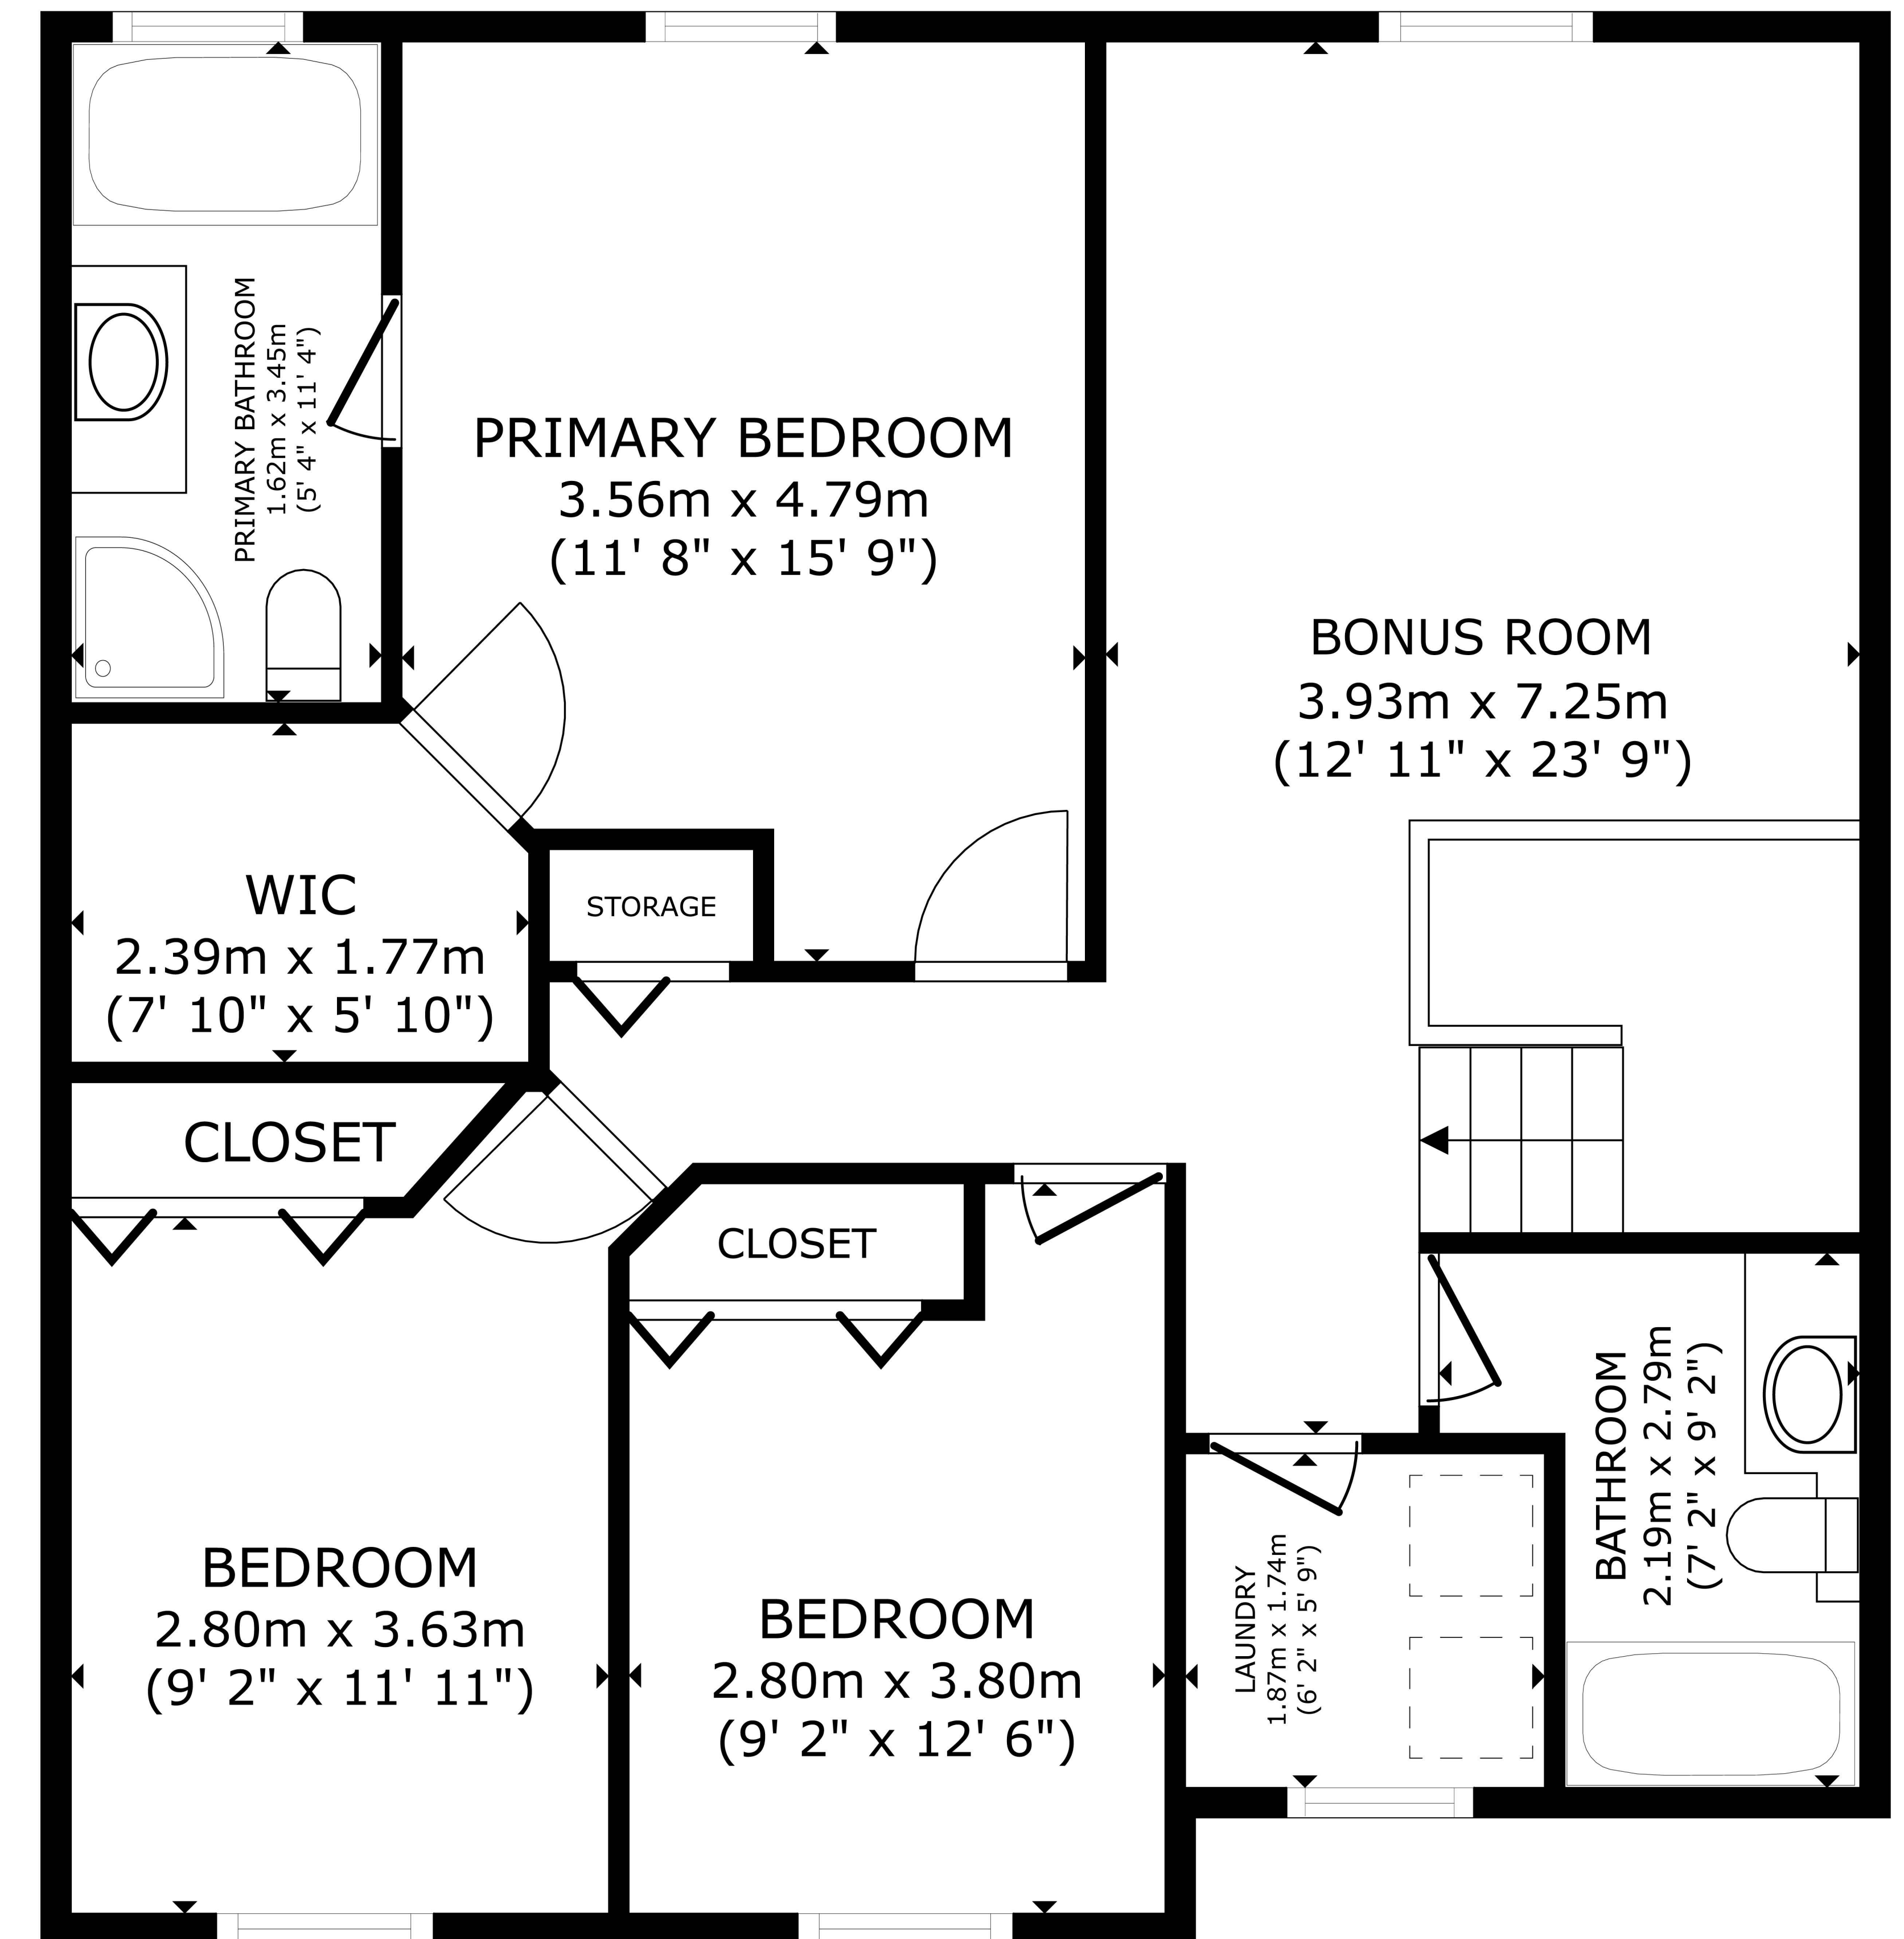 PRIMARY BATHROOM
1.62m x 3.45m
(5' 4" x 11' 4")
PRIMARY BEDROOM
3.56m x 4.79m
(11' 8" x 15' 9")
BONUS ROOM
3.93m x 7.25m
(12' 11" x 23' 9")
WIC
2.39m x 1.77m
(7' 10" x 5' 10")
STORAGE
CLOSET
CLOSET
BEDROOM
2.80m x 3.63m
(9' 2" x 11' 11")
BEDROOM
2.80m x 3.80m
(9' 2" x 12' 6")
LAUNDRY
1.87m x 1.74m
(6' 2" x 5' 9")
BATHROOM
2.19m x 2.79m
(7' 2" x 9' 2")